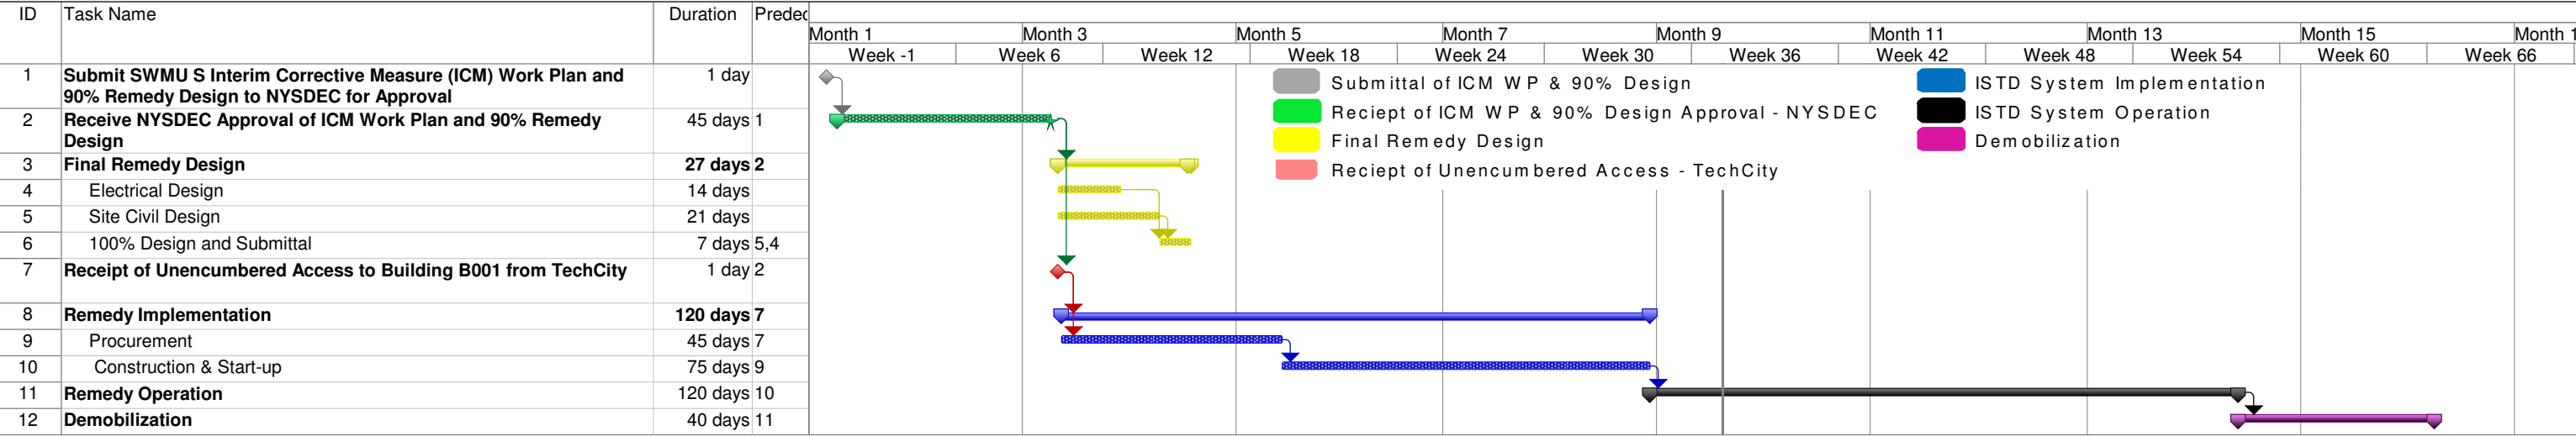 ID Task Name Duration Predec
Month 1 Month 3 Month 5 Month 7 Month 9 Month 11 Month 13 Month 15 Month 1
Week -1 Week 6 Week 12 Week 18 Week 24 Week 30 Week 36 Week 42 Week 48 Week 54 Week 60 Week 66
1 Submit SWMU S Interim Corrective Measure (ICM) Work Plan and 1 day
90% Remedy Design to NYSDEC for Approval
2 Receive NYSDEC Approval of ICM Work Plan and 90% Remedy 45 days 1
Design
3 Final Remedy Design 27 days 2
4 Electrical Design 14 days
5 Site Civil Design 21 days
6 100% Design and Submittal 7 days 5,4
7 Receipt of Unencumbered Access to Building B001 from TechCity 1 day 2
8 Remedy Implementation 120 days 7
9 Procurement 45 days 7
10 Construction & Start-up 75 days 9
11 Remedy Operation 120 days 10
12 Demobilization 40 days 11
Submittal of ICM WP & 90% Design
Reciept of ICM WP & 90% Design Approval - NYSDEC
Final Remedy Design
Reciept of Unencumbered Access - TechCity
ISTD System Implementation
ISTD System Operation
Demobilization